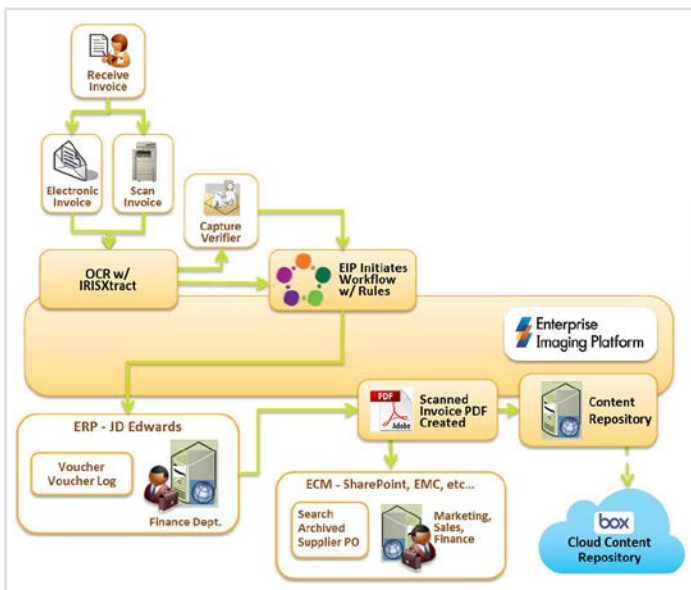 Receive
Invoice
Electronic
Invoice
Scan
Invoice
Capture
Verifier
OCR w/
IRISXtract
EIP Initiates
Workflow
w/ Rules
Enterprise
Imaging Platform
PDF
Adobe
Scanned
Invoice PDF
Created
Content
Repository
ERP - JD Edwards
Voucher
Voucher Log
Finance Dept.
ECM - SharePoint, EMC, etc...
Search
Archived
Supplier PO
Marketing,
Sales,
Finance
box
Cloud Content
Repository